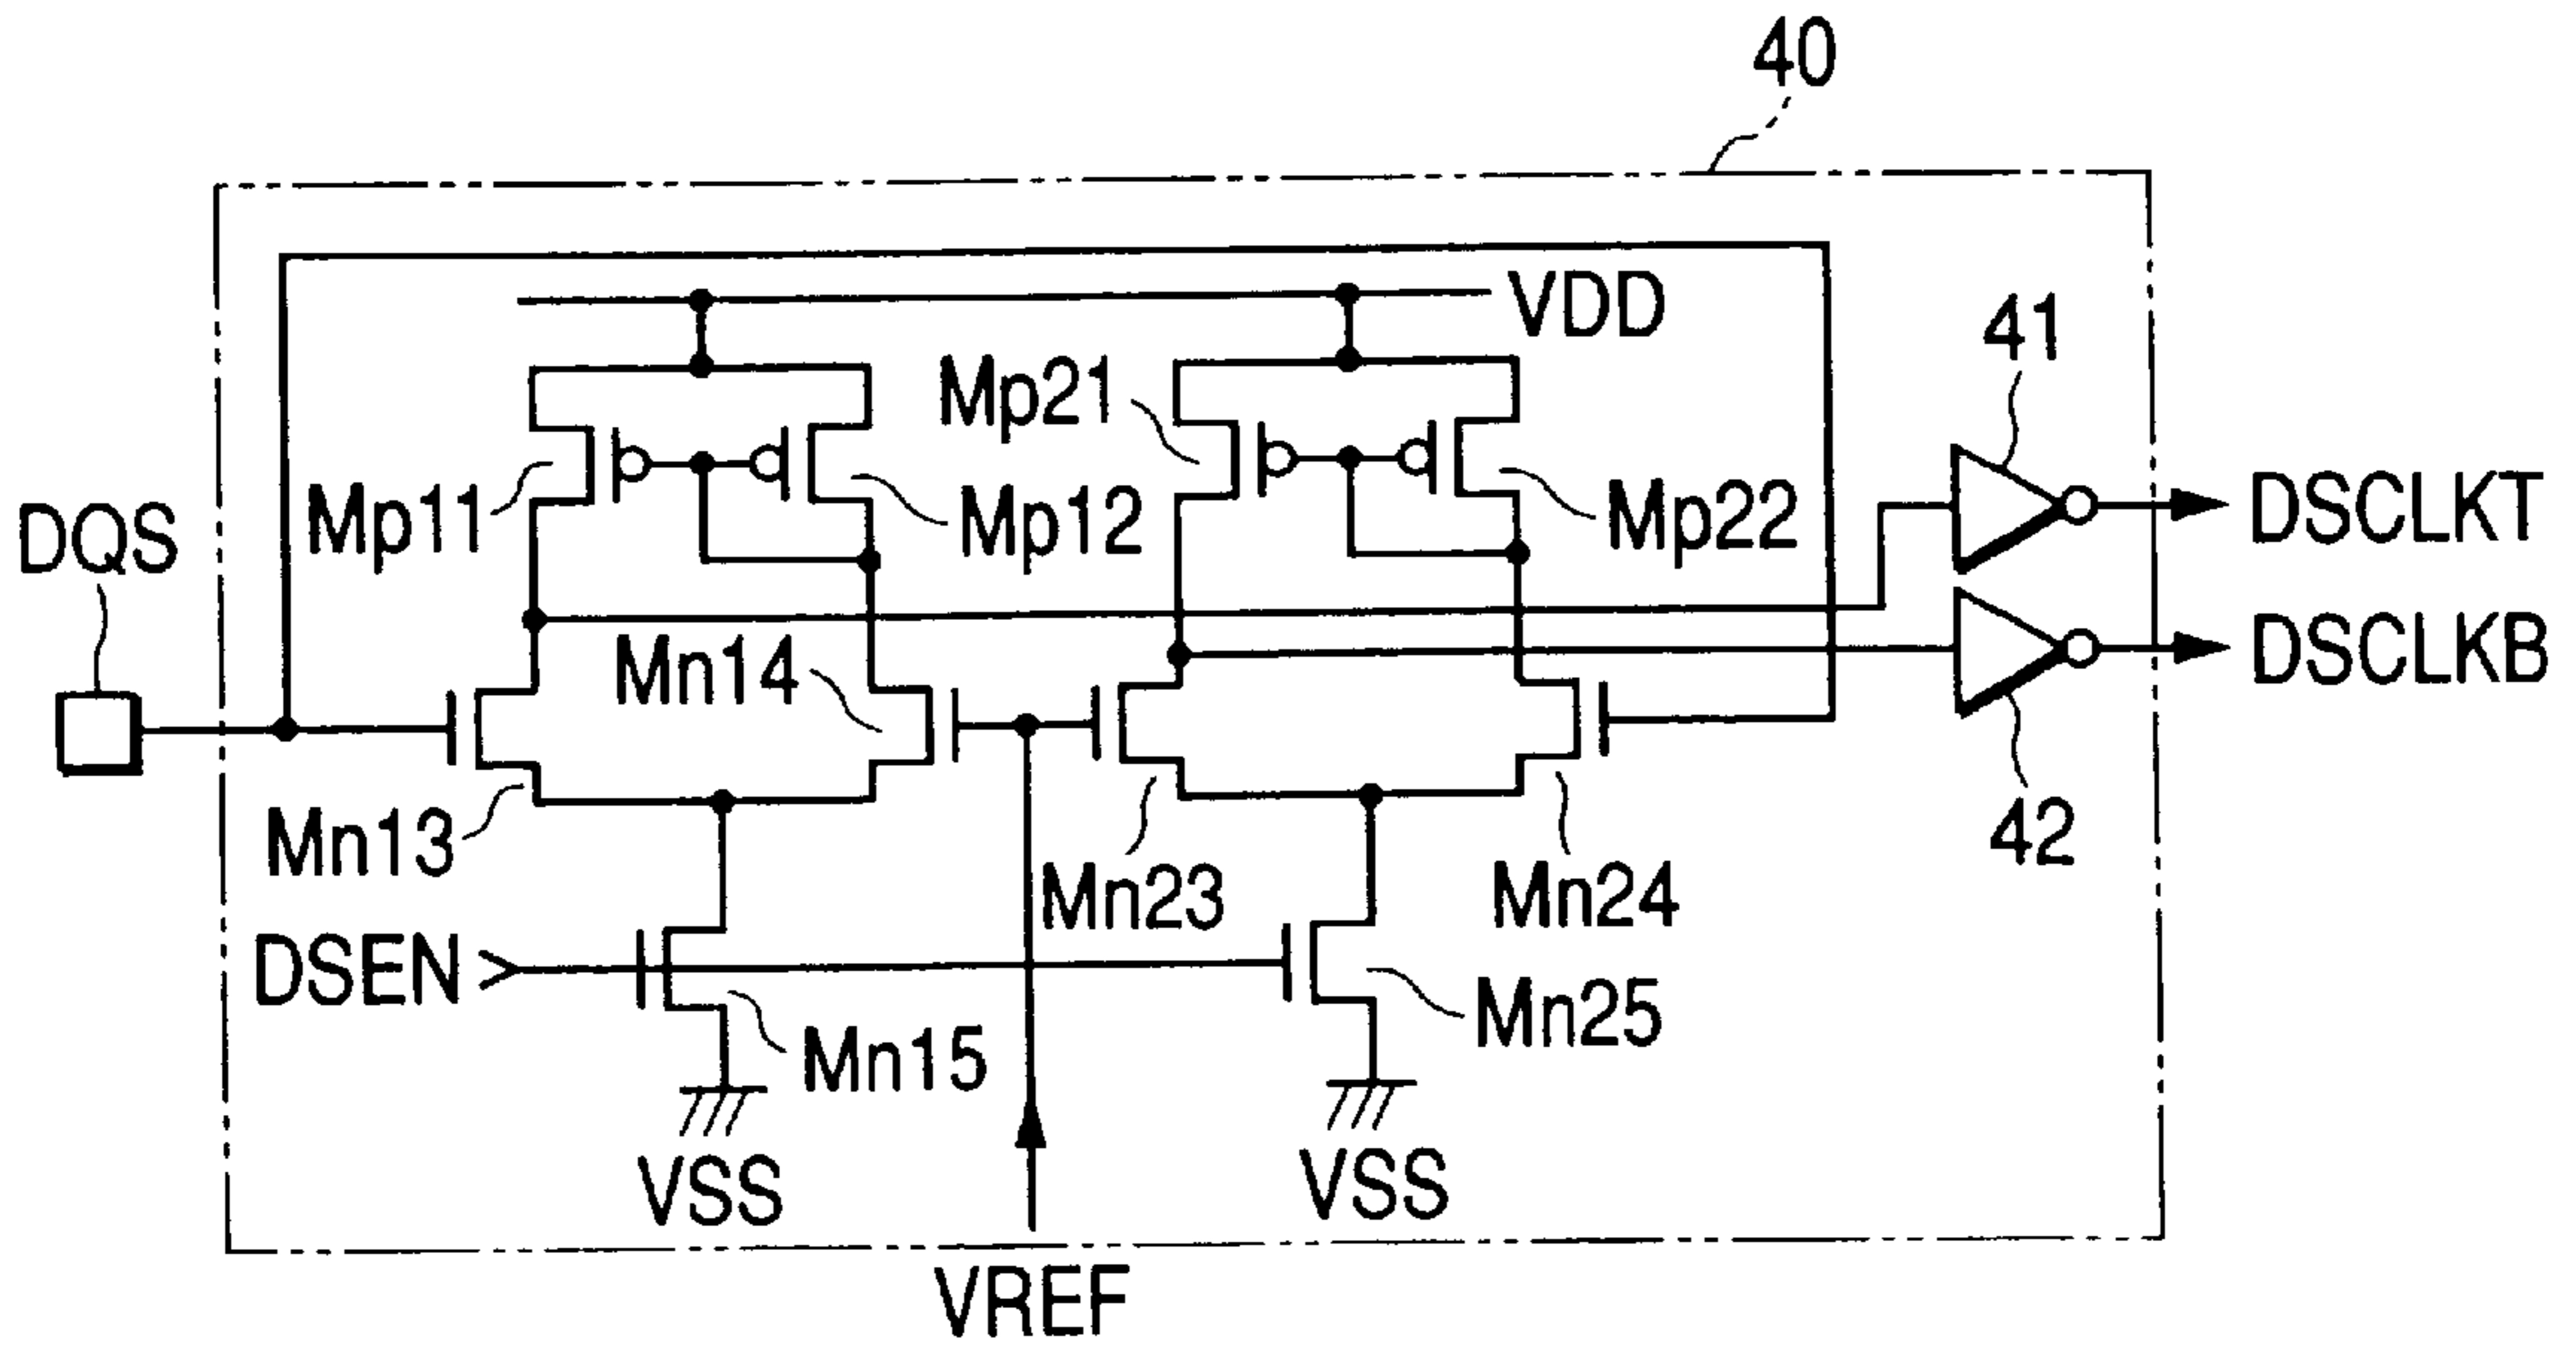 40
VDD
41
Mp21
Mp11
Mp12
Mp22
DQS
DSCLKT
Mn14
DSCLKB
Mn13
42
Mn23
Mn24
DSEN
Mn25
Mn15
VSS
VSS
VREF